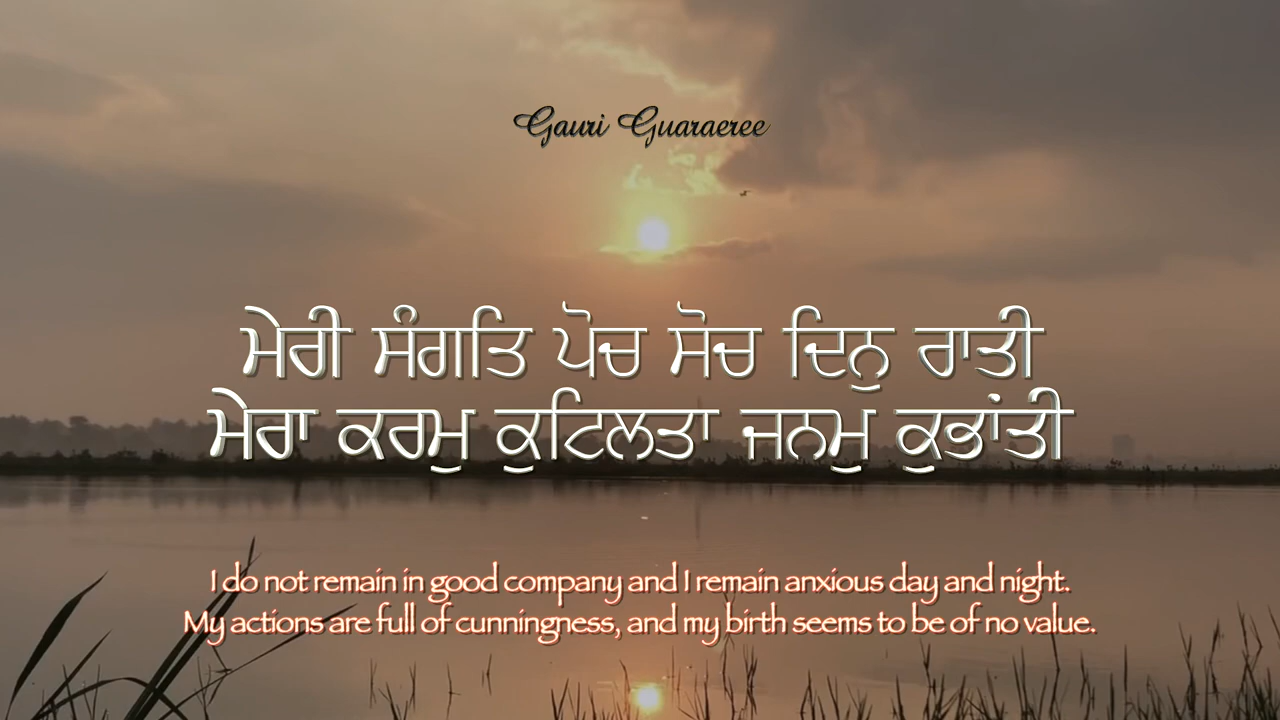 Gauri Guaraeree
ਮੇਰੀ ਸੰਗਤਿ ਪੋਚ ਸੋਚ ਦਿਨੁ ਰਾਤੀ
ਮੇਰਾ ਕਰਮੁ ਕੁਟਿਲਤਾ ਜਨਮੁ ਕੁਭਾਂਤੀ
I do not remain in good company and I remain anxious day and night.
My actions are full of cunningness, and my birth seems to be of no value.